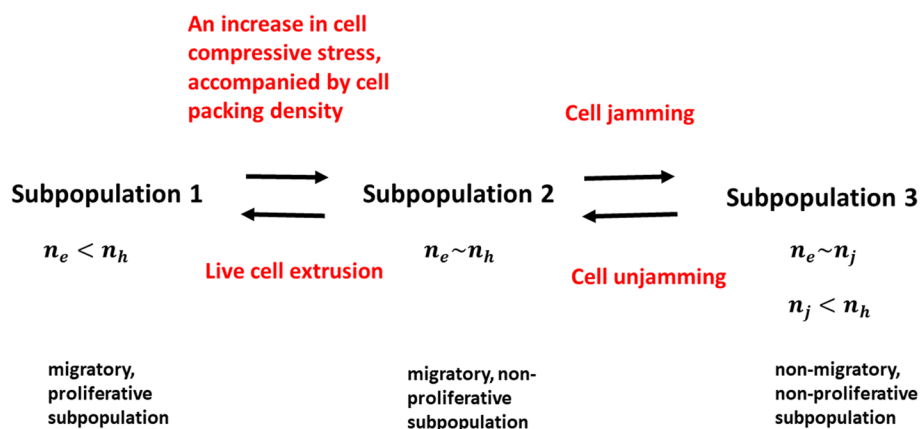 An increase in cell
compressive stress,
accompanied by cell
packing density
Cell jamming
Subpopulation 1
Subpopulation 2
Subpopulation 3
n_e < n_h
n_e~n_h
n_e~n_j
Live cell extrusion
Cell unjamming
n_j < n_h
migratory,
proliferative
subpopulation
migratory, non-
proliferative
subpopulation
non-migratory,
non-proliferative
subpopulation